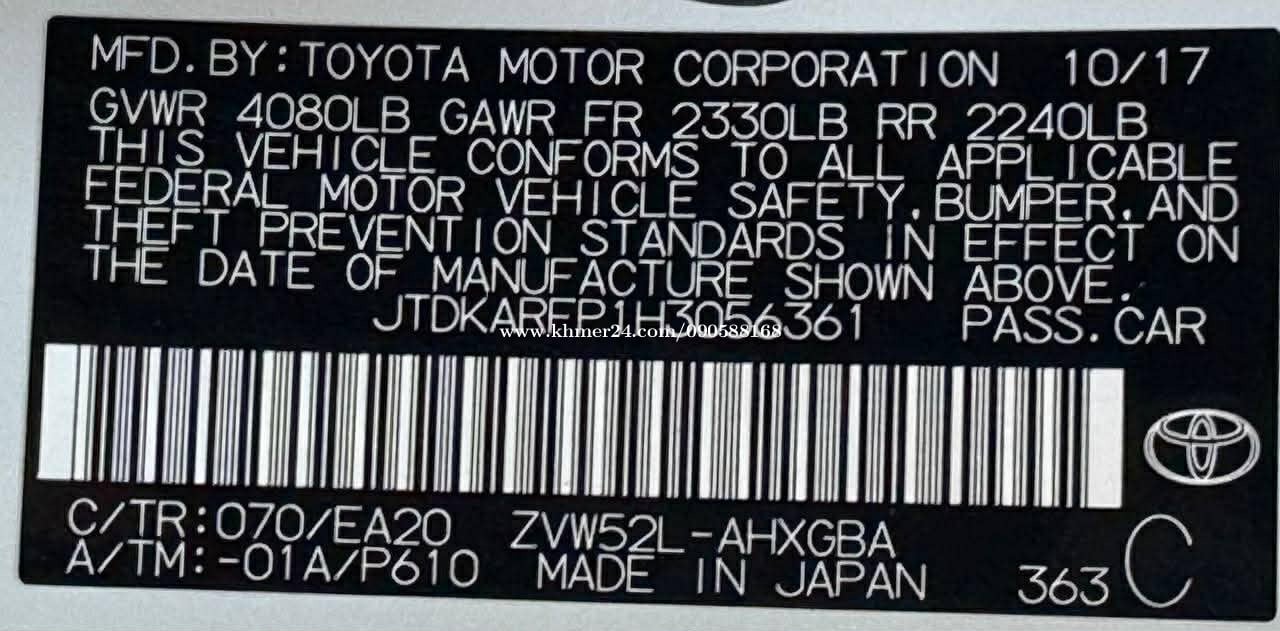 MFD. BY: TOYOTA MOTOR CORPORATION 10/17
GVWR 4080LB GAWR FR 2330LB RR 2240LB
THIS VEHICLE CONFORMS TO ALL APPLICABLE
FEDERAL MOTOR VEHICLE SAFETY, BUMPER, AND
THEFT PREVENTION STANDARDS IN EFFECT ON
THE DATE OF MANUFACTURE SHOWN ABOVE.
JTDKARFP1H3056361 PASS. CAR
www.khmer24.com/090588168
C/TR: 070/EA20 ZVW52L-AHXGBA
A/TM: -01A/P610 MADE IN JAPAN 363 C